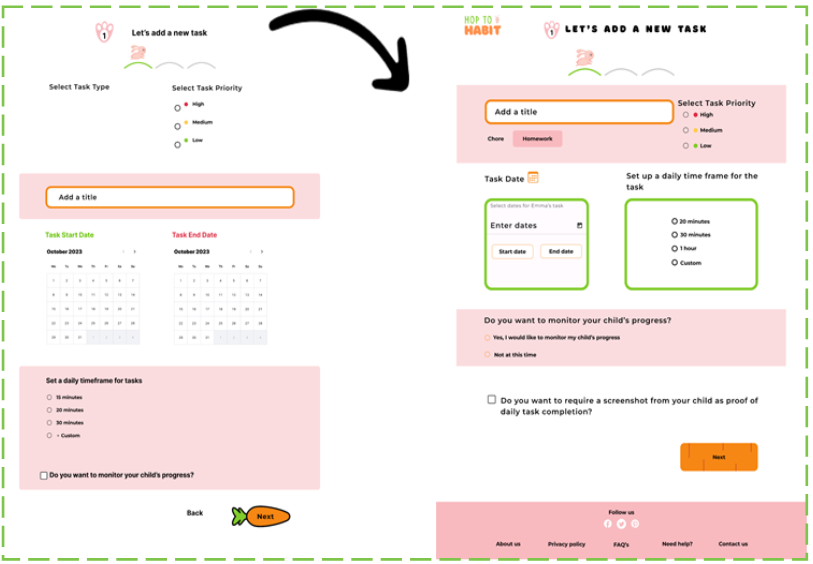 1
Let's add a new task
Select Task Type
Select Task Priority
High
Medium
Low
Add a title
Task Start Date
Task End Date
October 2023
October 2023
Mo Tu We Th Fr Sa Su
Mo Tu We Th Fr Sa Su
1 2 3 4 5 6 7
1 2 3 4 5 6 7
8 9 10 11 12 13 14
8 9 10 11 12 13 14
15 16 17 18 19 20 21
15 16 17 18 19 20 21
22 23 24 25 26 27 28
22 23 24 25 26 27 28
29 30 31
29 30 31
Set a daily timeframe for tasks
15 minutes
20 minutes
30 minutes
+ Custom
Do you want to monitor your child's progress?
Back
Next
HOP TO
HABIT
1
LET'S ADD A NEW TASK
Add a title
Chore
Homework
Select Task Priority
High
Medium
Low
Task Date
Select dates for Emma's task
Enter dates
Start date
End date
Set up a daily time frame for the
task
20 minutes
30 minutes
1 hour
Custom
Do you want to monitor your child's progress?
Yes, I would like to monitor my child's progress
Not at this time
Do you want to require a screenshot from your child as proof of
daily task completion?
Next
Follow us
About us
Privacy policy
FAQ's
Need help?
Contact us